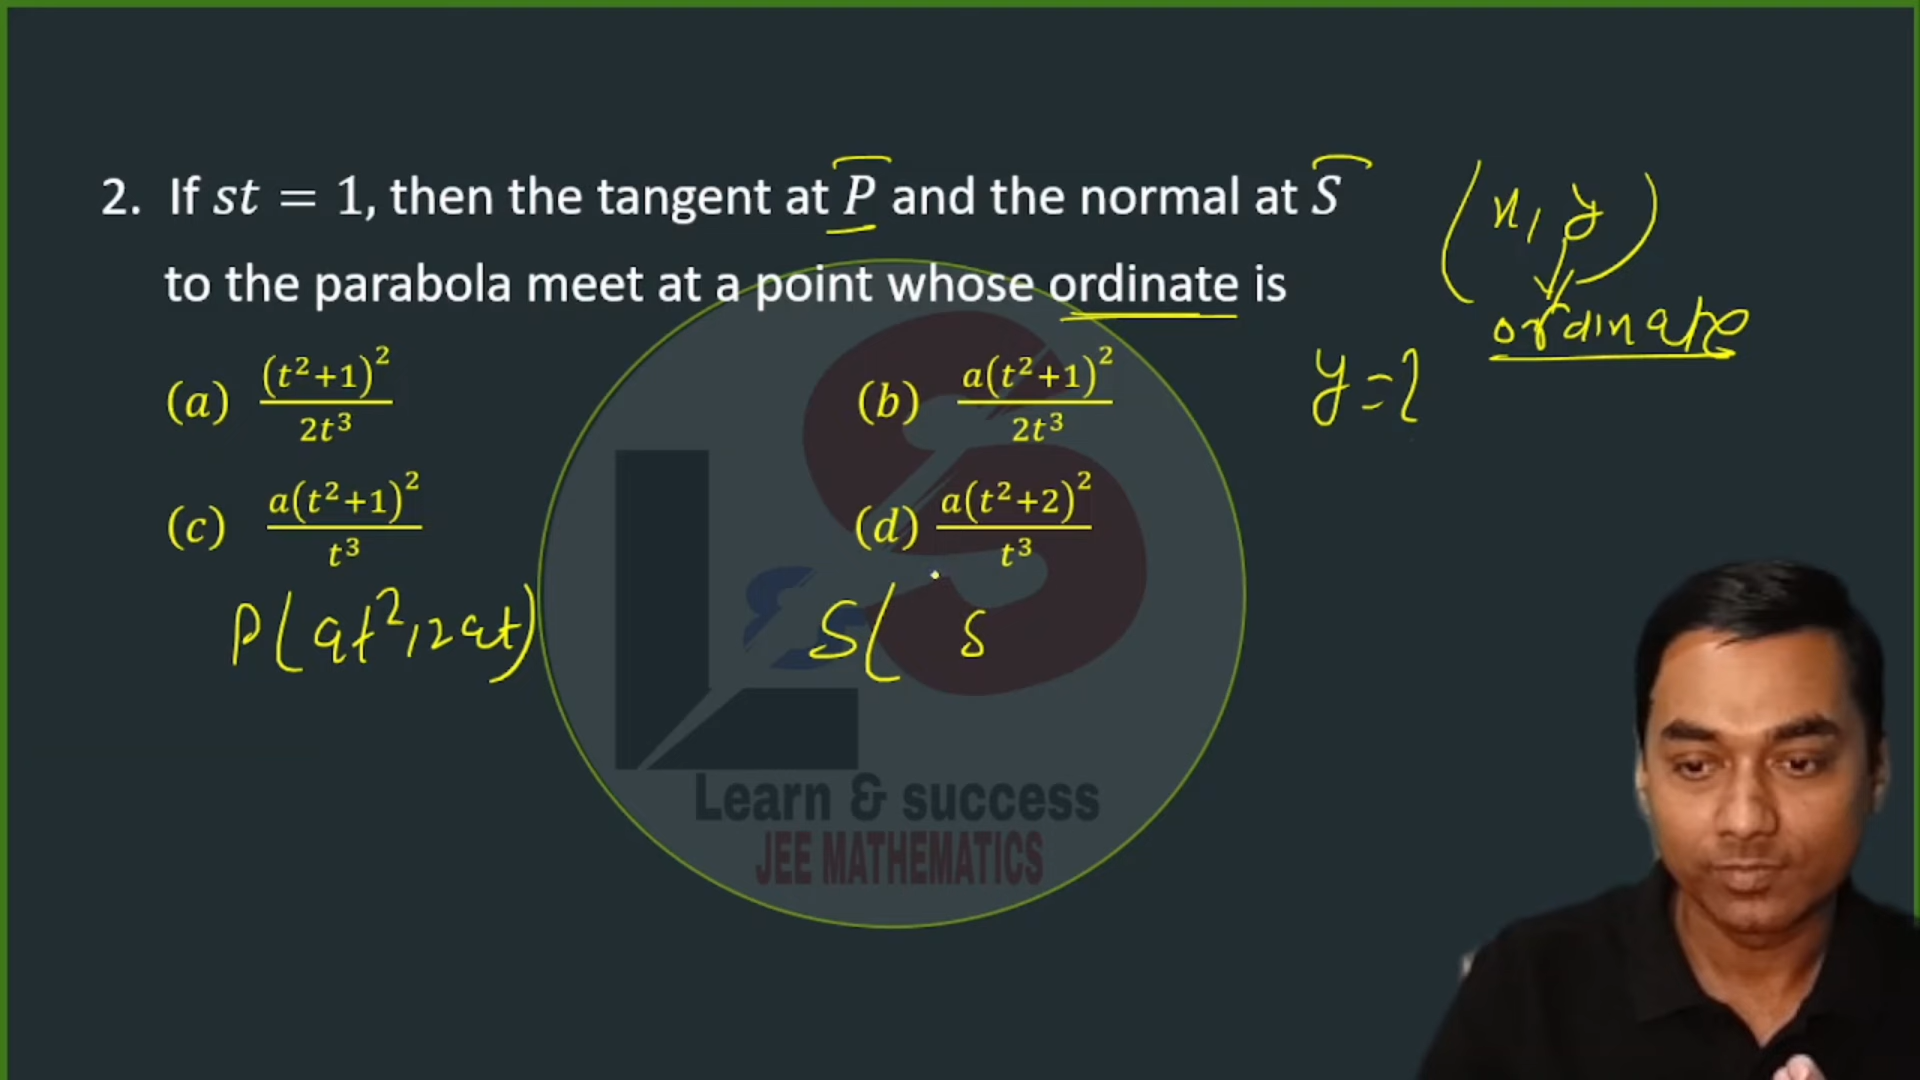 2. If st = 1, then the tangent at P and the normal at S
to the parabola meet at a point whose ordinate is
(x, y)
ordinate
y = ?
(a) (t²+1)²/2t³ (b) a(t²+1)²/2t³
(c) a(t²+1)²/t³ (d) a(t²+2)²/t³
P(at², 2at) S( s
LS
Learn & success
JEE MATHEMATICS